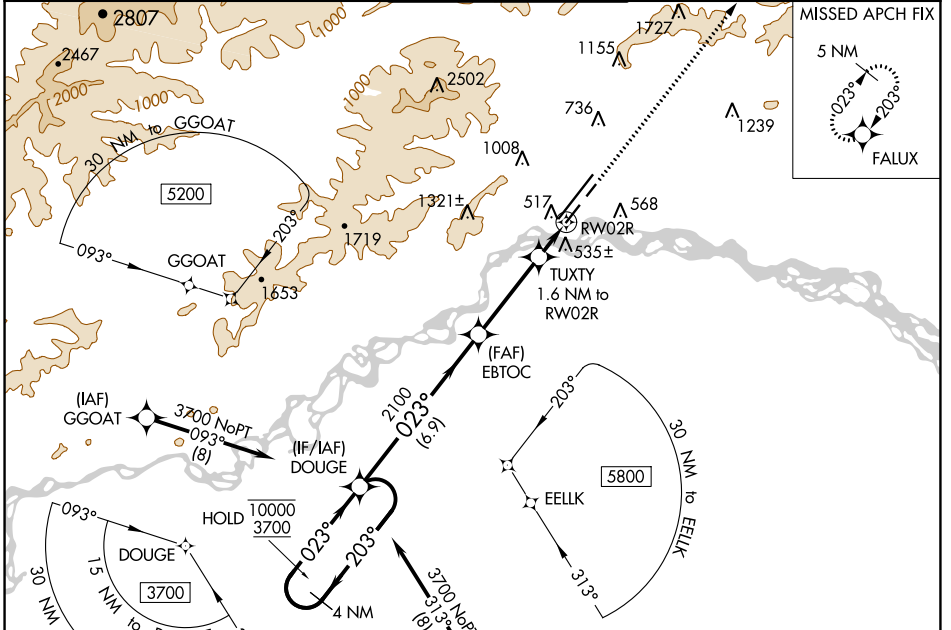 2807
2467
2000
1000
1000
1000
2502
1727
1155
736
1239
1008
MISSED APCH FIX
5 NM
023°
203°
FALUX
30 NM to GGOAT
5200
093°
203°
GGOAT
1321±
1719
1653
517
568
RW02R
535±
TUXTY
1.6 NM to
RW02R
(FAF)
EBTOC
2100
023°
(6.9)
(IAF)
GGOAT
3700 NoPT
093°
(8)
(IF/IAF)
DOUGE
HOLD
10000
3700
023°
203°
4 NM
3700 NoPT
313°
(8)
203°
30 NM to EELLK
5800
EELLK
313°
093°
DOUGE
3700
30 NM
15 NM to